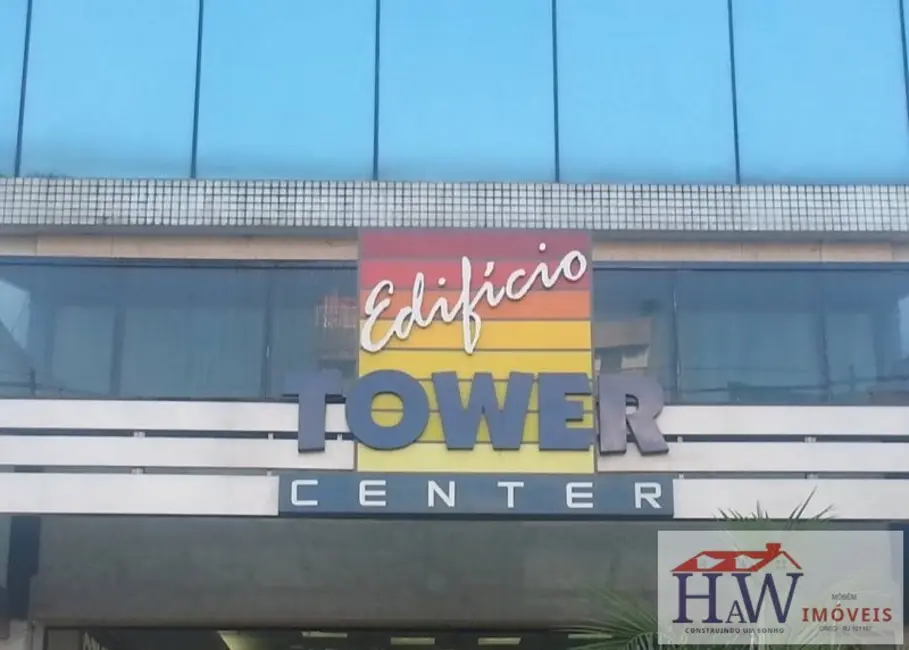 Edifício
TOWER
CENTER
HAW
IMÓVEIS
CONSTRUINDO UM SONHO